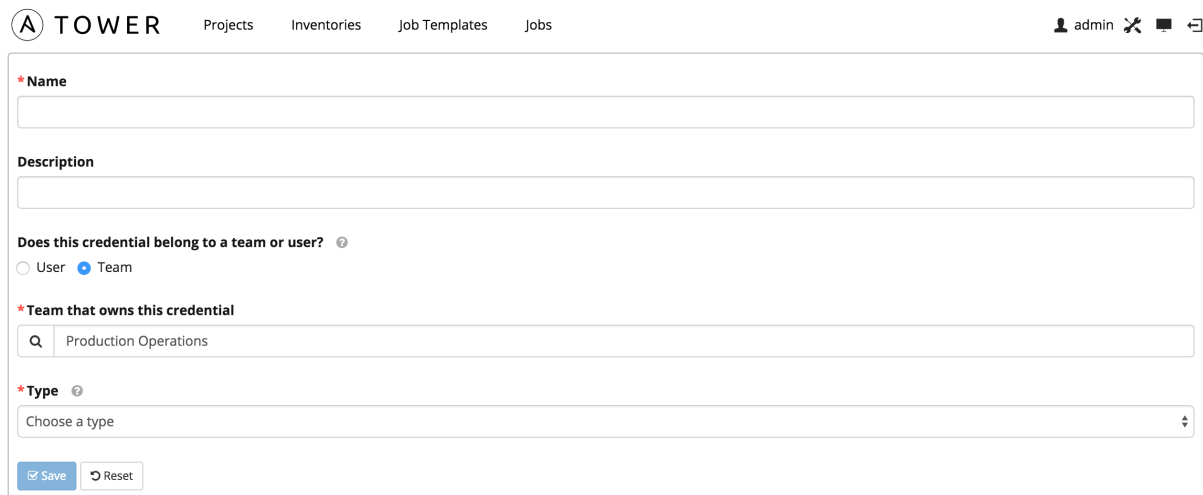 A TOWER Projects Inventories Job Templates Jobs admin
* Name
Description
Does this credential belong to a team or user? ?
User Team
* Team that owns this credential
Production Operations
* Type ?
Choose a type
Save Reset